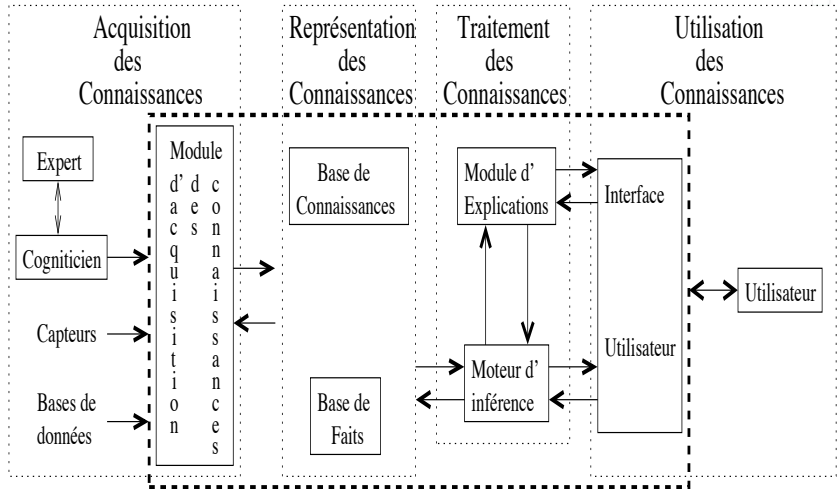 Acquisition
des
Connaissances
Représentation
des
Connaissances
Traitement
des
Connaissances
Utilisation
des
Connaissances
Expert
Cogniticien
Capteurs
Bases de
données
Module
d'acquisition
des
connaissances
Base de
Connaissances
Base de
Faits
Module d'
Explications
Moteur d'
inférence
Interface
Utilisateur
Utilisateur